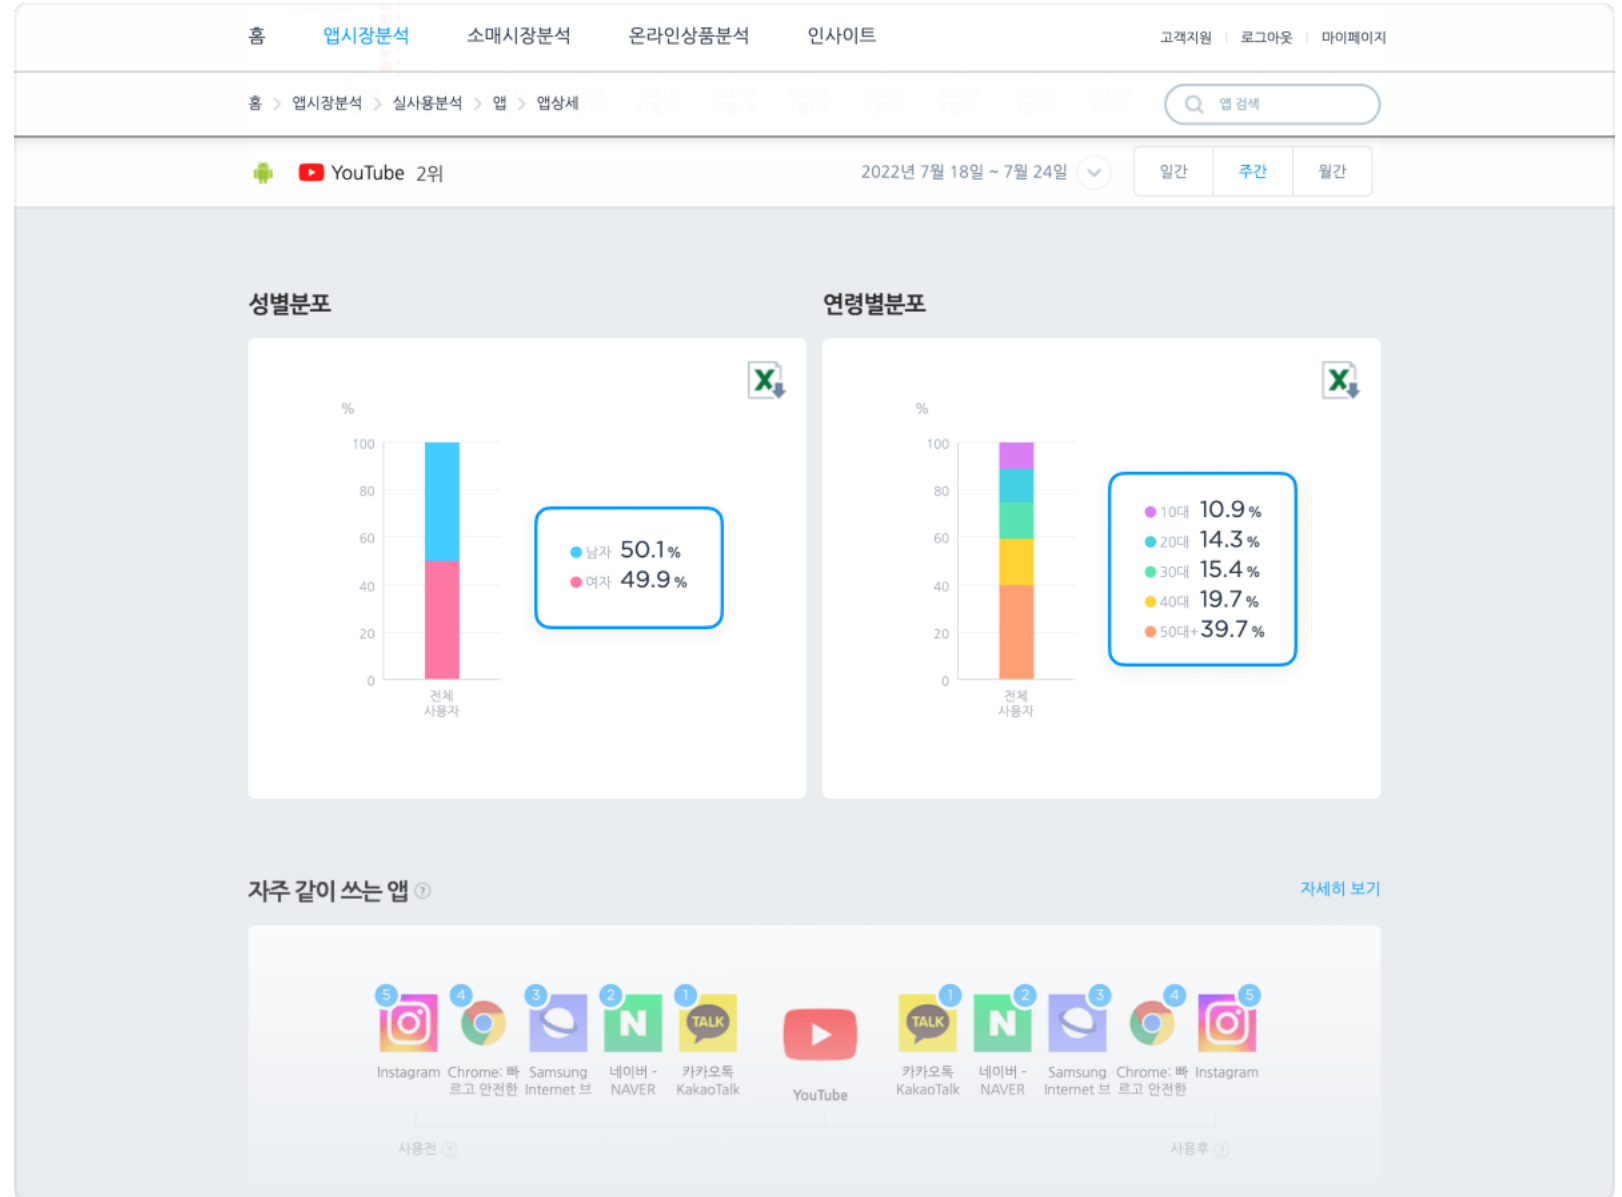 홈 앱시장분석 소매시장분석 온라인상품분석 인사이트 고객지원 로그아웃 마이페이지
홈 > 앱시장분석 > 실사용분석 > 앱 > 앱상세 앱 검색
YouTube 2위 2022년 7월 18일 ~ 7월 24일 일간 주간 월간
성별분포
%
100
80
60
40
20
0
전체
사용자
남자 50.1 %
여자 49.9 %
연령별분포
%
100
80
60
40
20
0
전체
사용자
10대 10.9 %
20대 14.3 %
30대 15.4 %
40대 19.7 %
50대+ 39.7 %
자주 같이 쓰는 앱 ? 자세히 보기
5 4 3 2 1 1 2 3 4 5
N TALK TALK N
Instagram
Chrome: 빠
르고 안전한
Samsung
Internet 브
네이버 -
NAVER
카카오톡
KakaoTalk
YouTube
카카오톡
KakaoTalk
네이버 -
NAVER
Samsung
Internet 브
Chrome: 빠
르고 안전한
Instagram
사용전 ? 사용후 ?